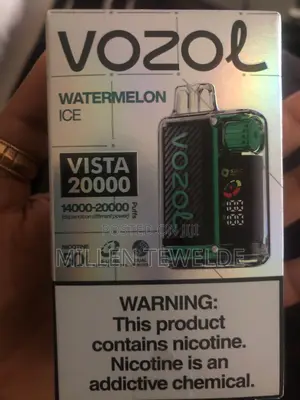 VOZOL
WATERMELON
ICE
VISTA
20000
14000-20000
Puffs
VOZOL
MILLEN TEWELDE
WARNING:
This product
contains nicotine.
Nicotine is an
addictive chemical.